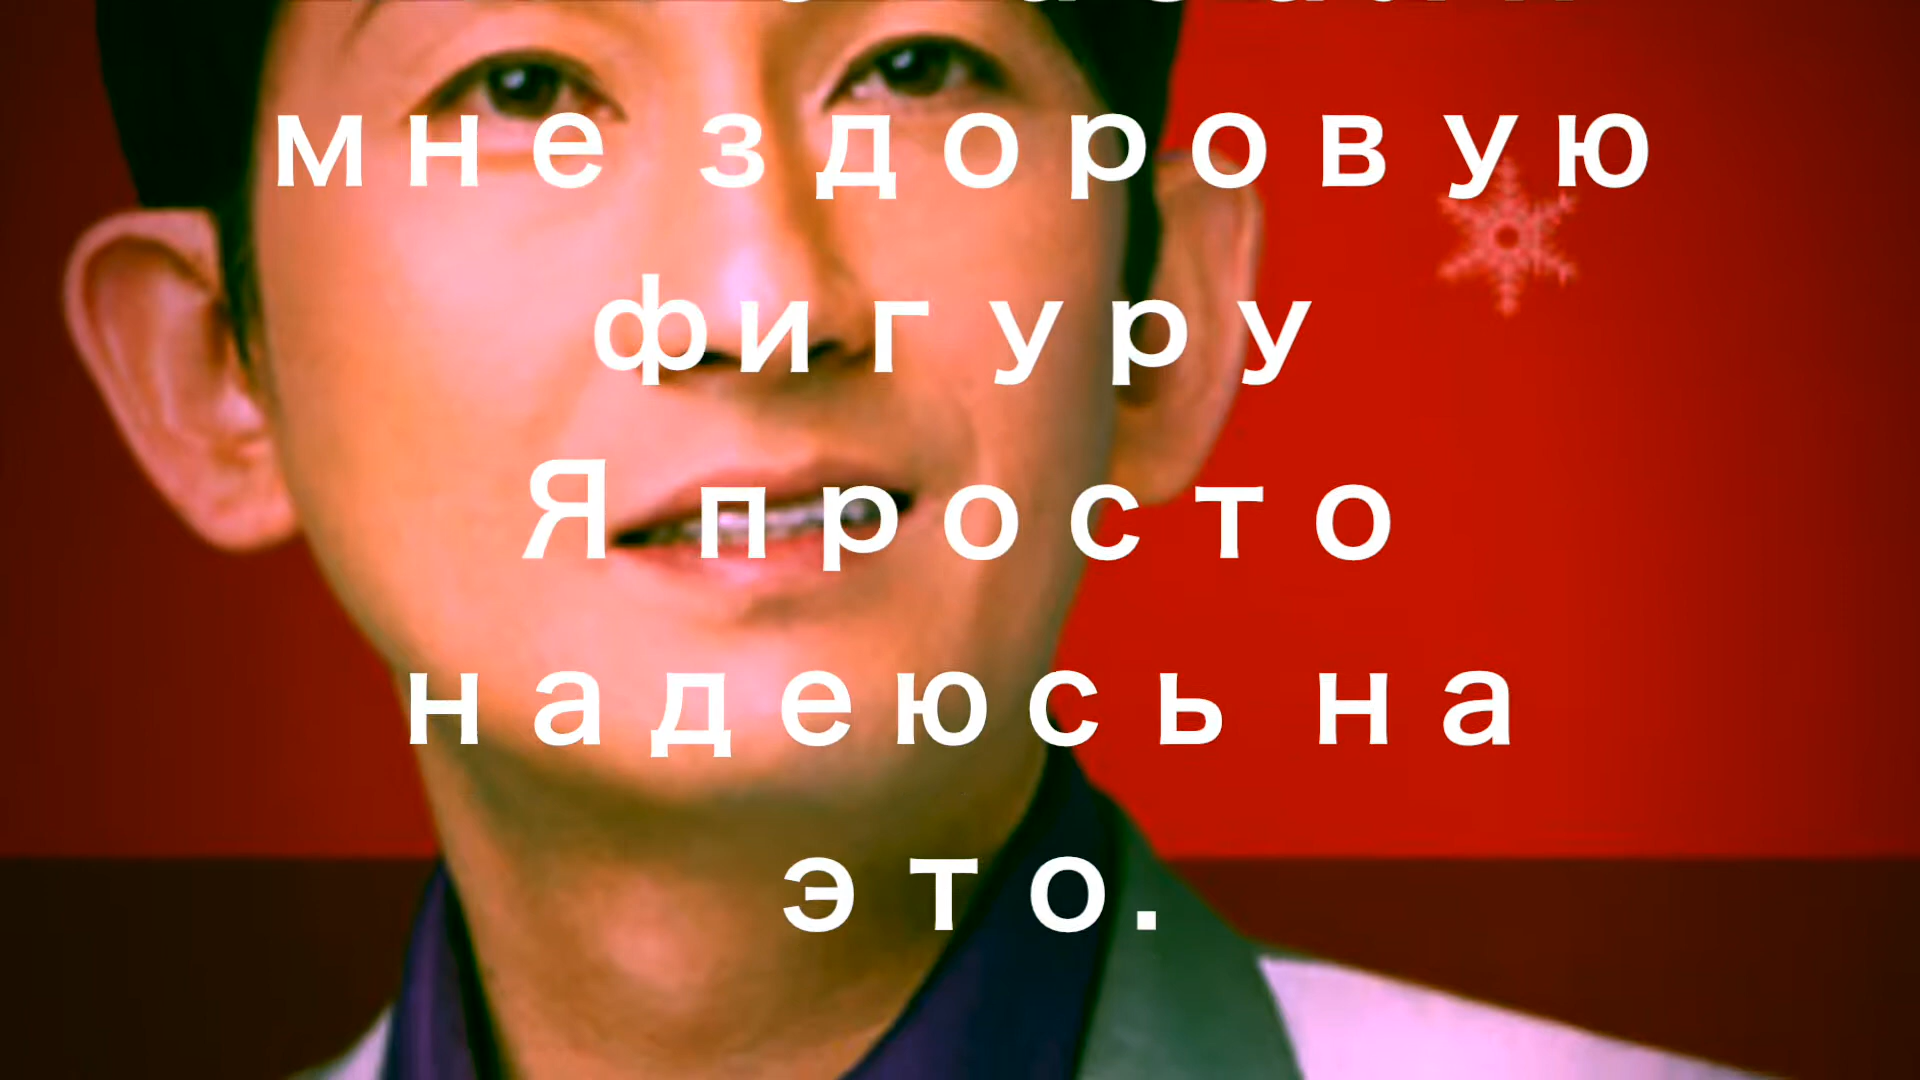 мне здоровую
фигуру
Я просто
надеюсь на
это.